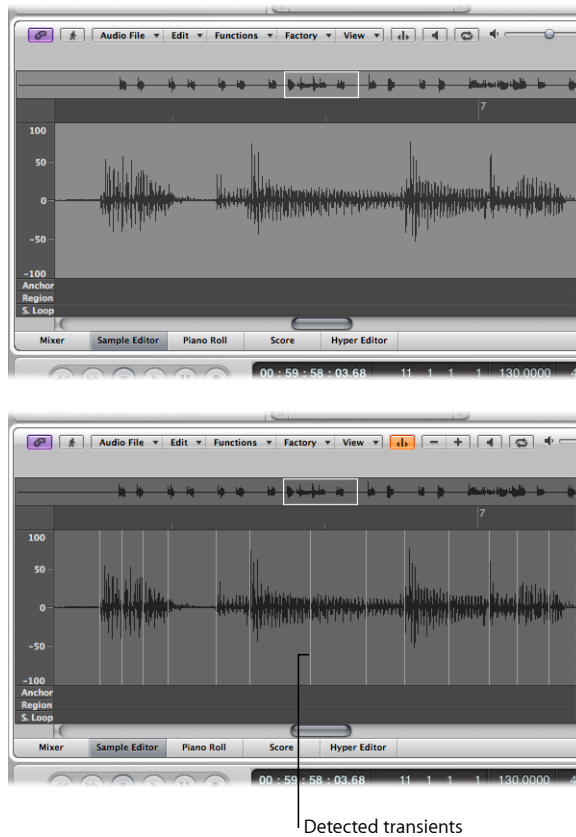 Audio File Edit Functions Factory View
7
100
50
0
-50
-100
Anchor
Region
S. Loop
Mixer Sample Editor Piano Roll Score Hyper Editor
00 : 59 : 58 : 03.68 11 1 1 1 130.0000 4
Audio File Edit Functions Factory View
7
100
50
0
-50
-100
Anchor
Region
S. Loop
Mixer Sample Editor Piano Roll Score Hyper Editor
00 : 59 : 58 : 03.68 11 1 1 1 130.0000 4
Detected transients